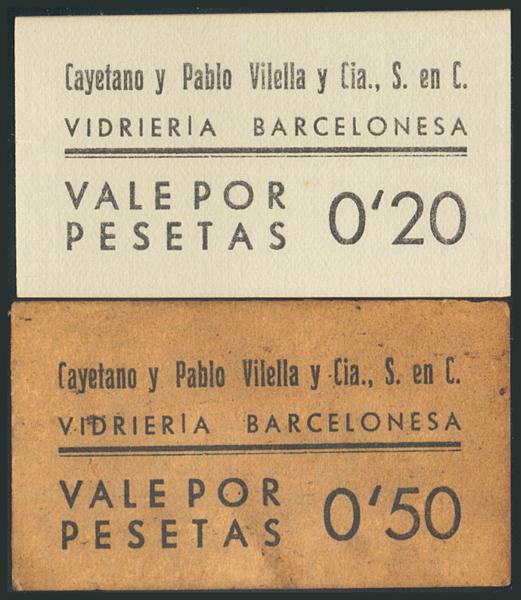 Cayetano y Pablo Vilella y Cia., S. en C.
VIDRIERIA BARCELONESA
VALE POR
PESETAS 0'20
Cayetano y Pablo Vilella y Cia., S. en C.
VIDRIERIA BARCELONESA
VALE POR
PESETAS 0'50